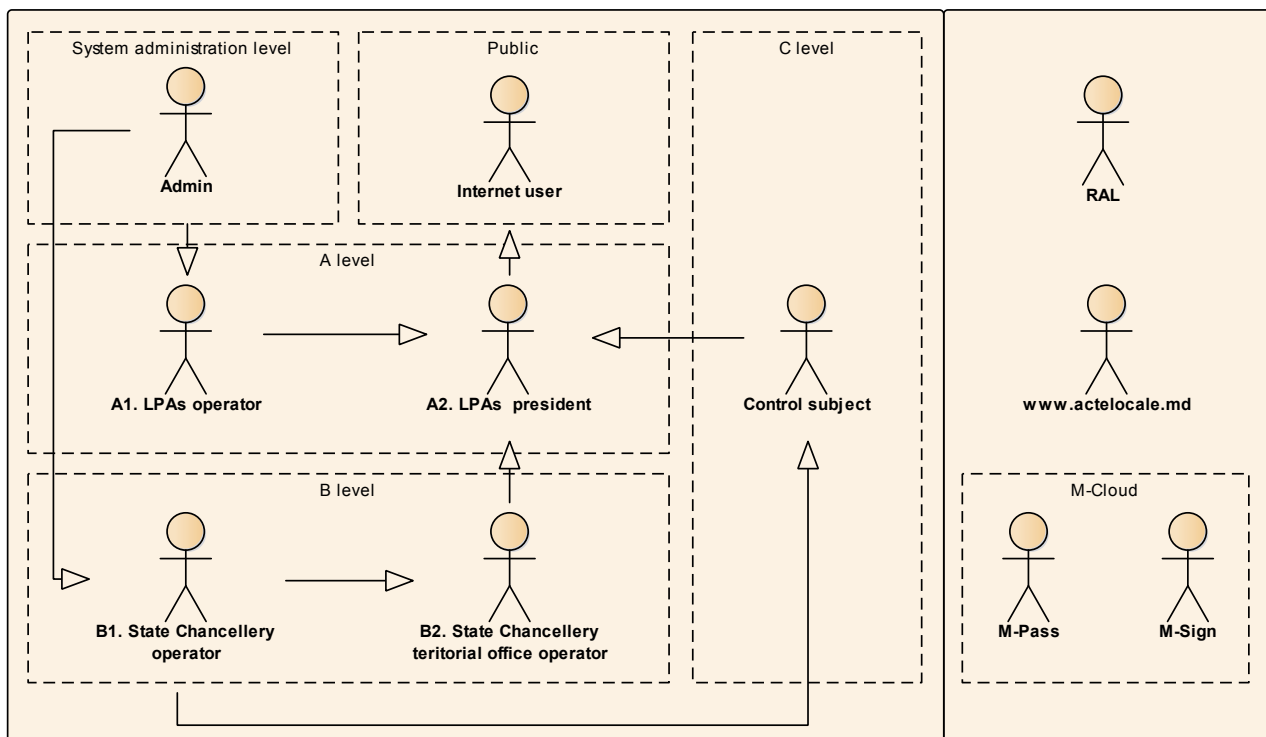 System administration level
Public
C level
Admin
Internet user
RAL
A level
A1. LPAs operator
A2. LPAs president
Control subject
www.actelocale.md
B level
M-Cloud
B1. State Chancellery
operator
B2. State Chancellery
teritorial office operator
M-Pass
M-Sign